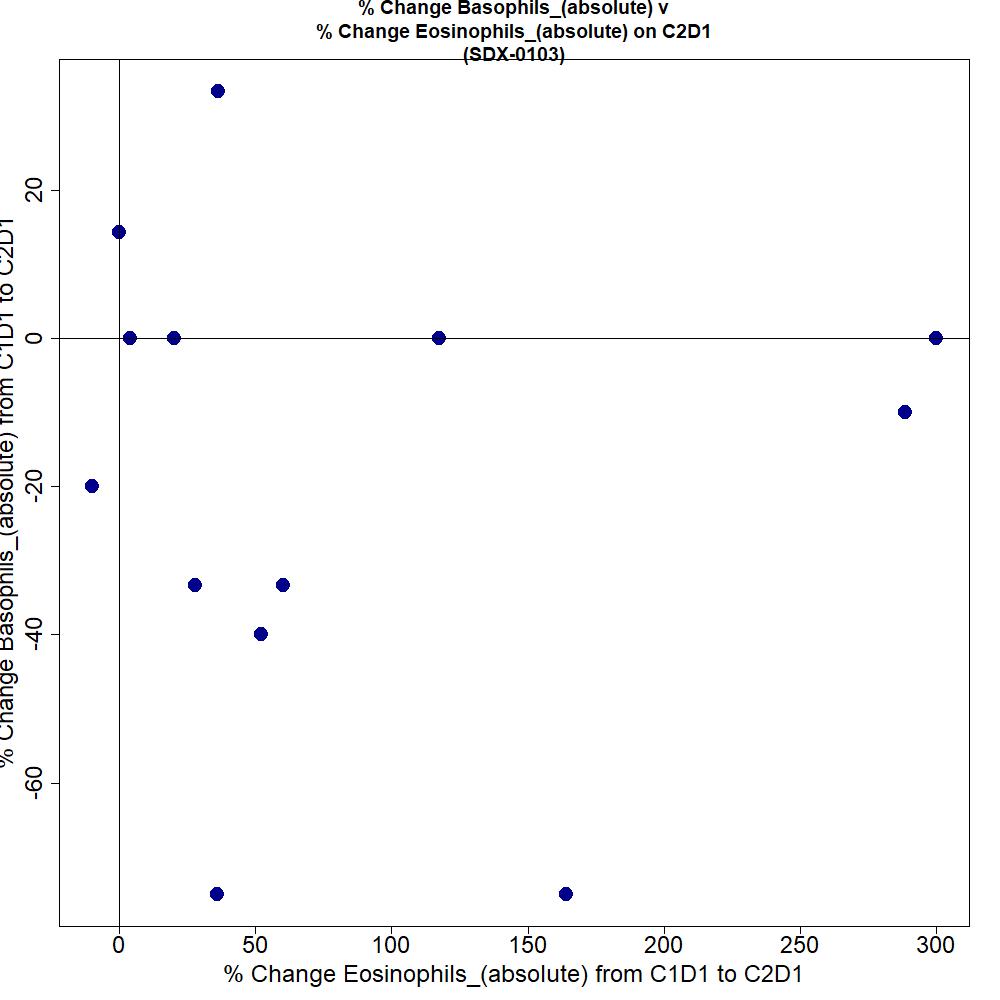 % Change Basophils_(absolute) v
% Change Eosinophils_(absolute) on C2D1
(SDX-0103)
% Change Basophils_(absolute) from C1D1 to C2D1
20
0
-20
-40
-60
0 50 100 150 200 250 300
% Change Eosinophils_(absolute) from C1D1 to C2D1